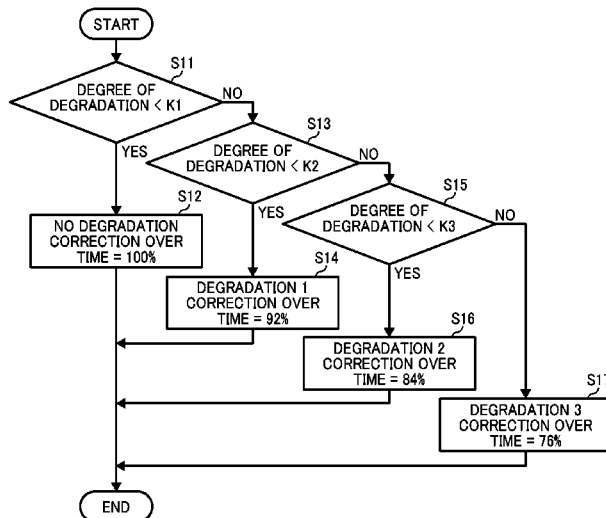 START
S11
DEGREE OF
DEGRADATION < K1
NO
YES
S13
DEGREE OF
DEGRADATION < K2
NO
YES
S15
DEGREE OF
DEGRADATION < K3
NO
YES
S12
NO DEGRADATION
CORRECTION OVER
TIME = 100%
S14
DEGRADATION 1
CORRECTION OVER
TIME = 92%
S16
DEGRADATION 2
CORRECTION OVER
TIME = 84%
S17
DEGRADATION 3
CORRECTION OVER
TIME = 76%
END